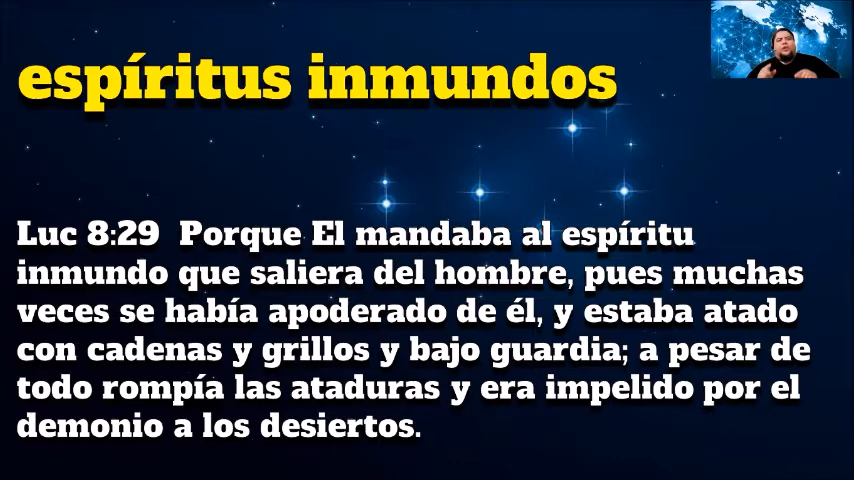 espíritus inmundos
Luc 8:29 Porque El mandaba al espíritu
inmundo que saliera del hombre, pues muchas
veces se había apoderado de él, y estaba atado
con cadenas y grillos y bajo guardia; a pesar de
todo rompía las ataduras y era impelido por el
demonio a los desiertos.